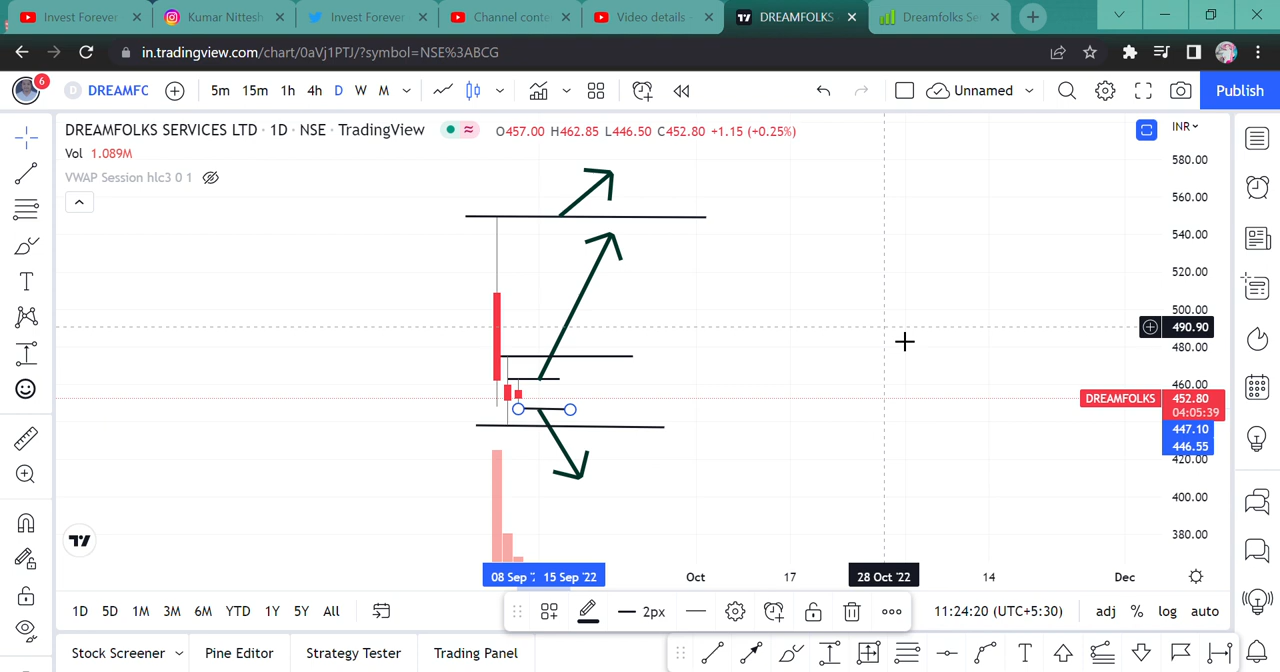 Invest Forever
Kumar Nittesh
Invest Forever
Channel conte
Video details -
DREAMFOLKS
Dreamfolks Se
in.tradingview.com/chart/0aVj1PTJ/?symbol=NSE%3ABCG
6
D
DREAMFC
5m
15m
1h
4h
D
W
M
Unnamed
Publish
DREAMFOLKS SERVICES LTD · 1D · NSE · TradingView
O457.00 H462.85 L446.50 C452.80 +1.15 (+0.25%)
INR
Vol 1.089M
VWAP Session hlc3 0 1
580.00
560.00
540.00
520.00
500.00
490.90
480.00
460.00
DREAMFOLKS
452.80
04:05:39
447.10
446.55
420.00
400.00
380.00
08 Sep '2
15 Sep '22
Oct
17
28 Oct '22
14
Dec
1D
5D
1M
3M
6M
YTD
1Y
5Y
All
2px
11:24:20 (UTC+5:30)
adj
%
log
auto
Stock Screener
Pine Editor
Strategy Tester
Trading Panel
T